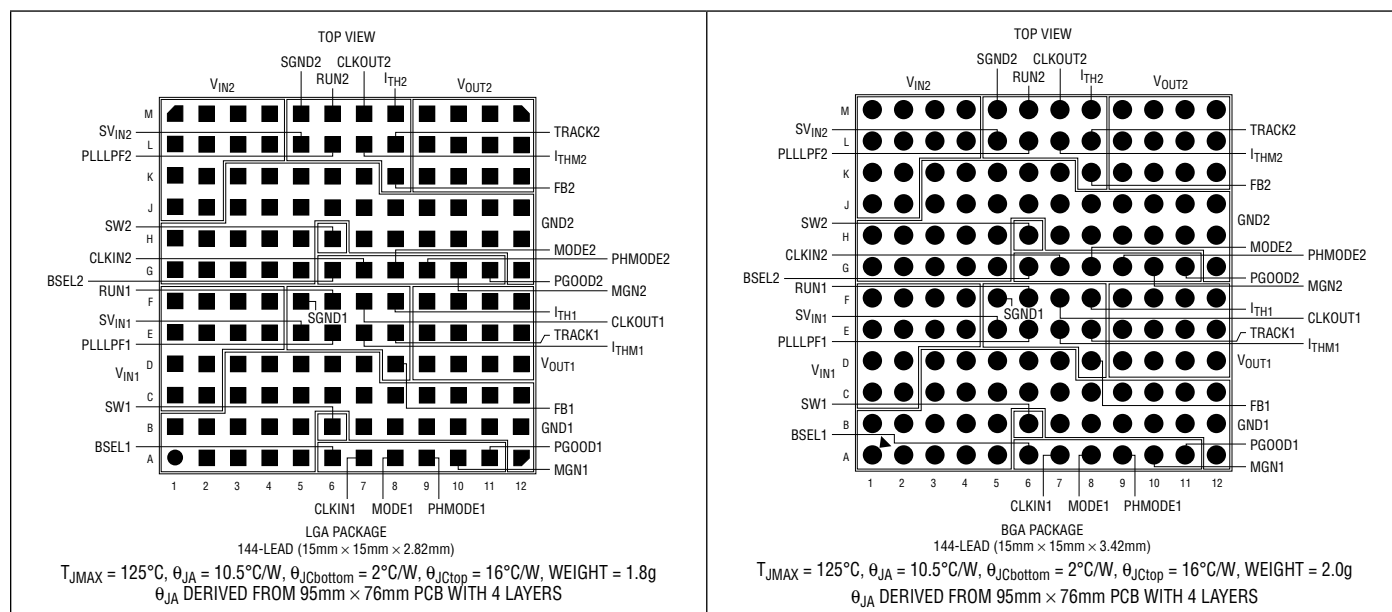 TOP VIEW
SGND2 CLKOUT2
VIN2 RUN2 ITH2 VOUT2
M
SVIN2 L TRACK2
PLLLPF2 ITHM2
K
FB2
J
SW2 GND2
H
CLKIN2 MODE2
G PHMODE2
BSEL2 PGOOD2
RUN1 MGN2
F
SGND1 ITH1
SVIN1 CLKOUT1
E TRACK1
PLLLPF1 ITHM1
D
VIN1 VOUT1
C
SW1 FB1
B GND1
BSEL1 PGOOD1
A MGN1
1 2 3 4 5 6 7 8 9 10 11 12
CLKIN1 MODE1 PHMODE1
LGA PACKAGE
144-LEAD (15mm × 15mm × 2.82mm)
TJMAX = 125°C, θJA = 10.5°C/W, θJCbottom = 2°C/W, θJCtop = 16°C/W, WEIGHT = 1.8g
θJA DERIVED FROM 95mm × 76mm PCB WITH 4 LAYERS
TOP VIEW
SGND2 CLKOUT2
VIN2 RUN2 ITH2 VOUT2
M
SVIN2 L TRACK2
PLLLPF2 ITHM2
K
FB2
J
SW2 GND2
H
CLKIN2 MODE2
G PHMODE2
BSEL2 PGOOD2
RUN1 MGN2
F
SGND1 ITH1
SVIN1 CLKOUT1
E TRACK1
PLLLPF1 ITHM1
D
VIN1 VOUT1
C
SW1 FB1
B GND1
BSEL1 PGOOD1
A MGN1
1 2 3 4 5 6 7 8 9 10 11 12
CLKIN1 MODE1 PHMODE1
BGA PACKAGE
144-LEAD (15mm × 15mm × 3.42mm)
TJMAX = 125°C, θJA = 10.5°C/W, θJCbottom = 2°C/W, θJCtop = 16°C/W, WEIGHT = 2.0g
θJA DERIVED FROM 95mm × 76mm PCB WITH 4 LAYERS